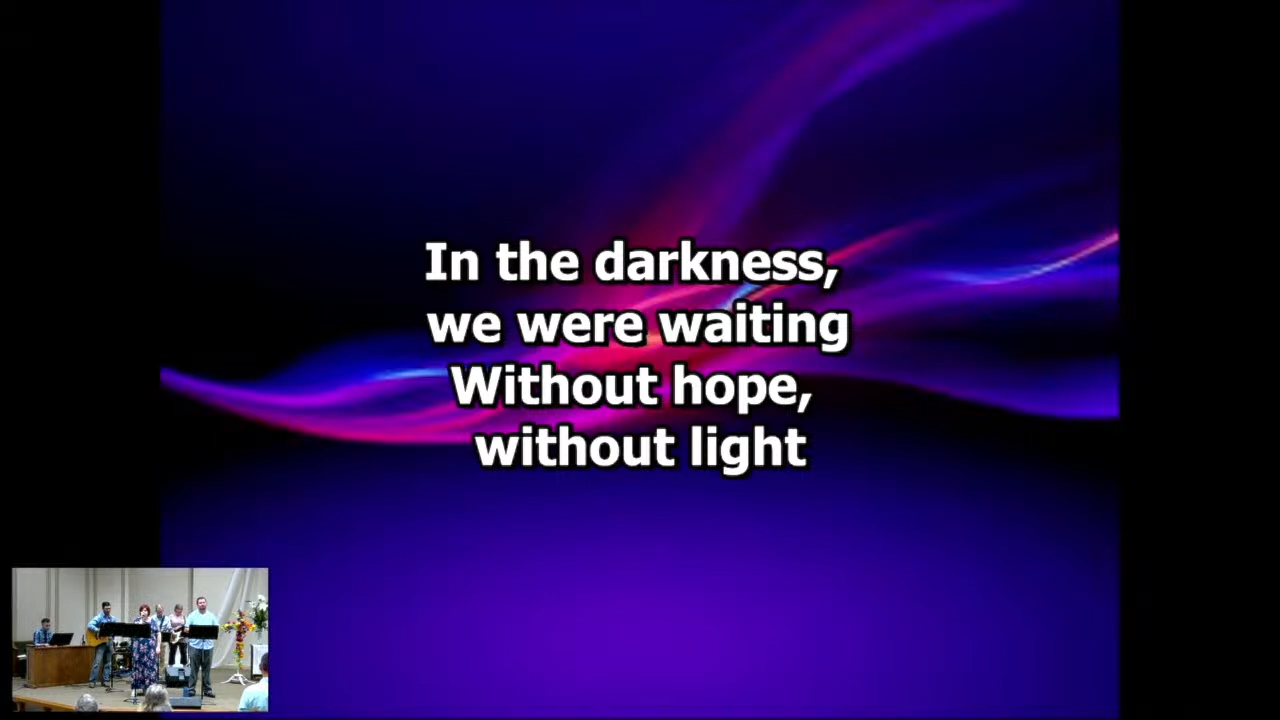 In the darkness,
we were waiting
Without hope,
without light